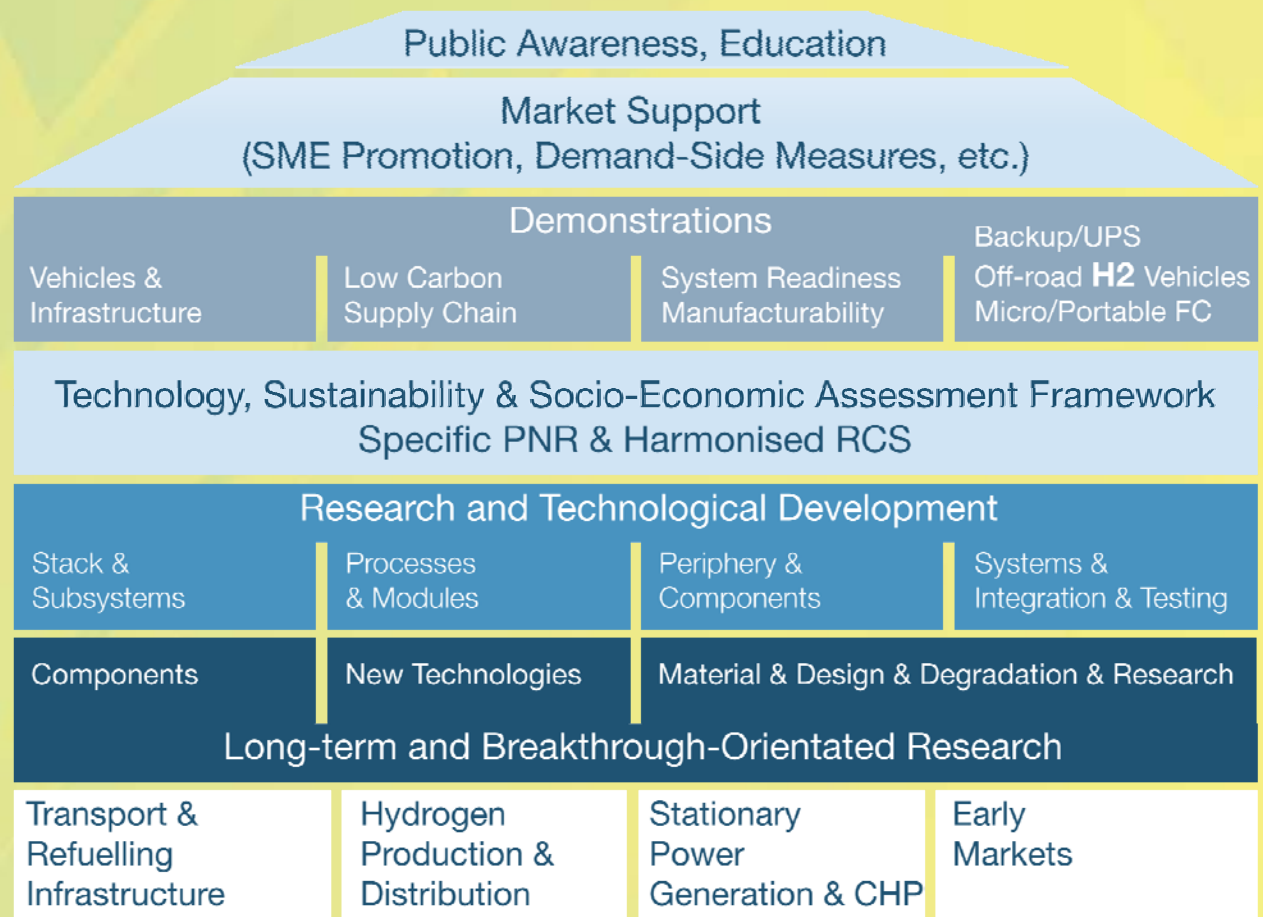 Public Awareness, Education
Market Support
(SME Promotion, Demand-Side Measures, etc.)
Demonstrations
Vehicles &
Infrastructure
Low Carbon
Supply Chain
System Readiness
Manufacturability
Backup/UPS
Off-road H2 Vehicles
Micro/Portable FC
Technology, Sustainability & Socio-Economic Assessment Framework
Specific PNR & Harmonised RCS
Research and Technological Development
Stack &
Subsystems
Processes
& Modules
Periphery &
Components
Systems &
Integration & Testing
Components
New Technologies
Material & Design & Degradation & Research
Long-term and Breakthrough-Orientated Research
Transport &
Refuelling
Infrastructure
Hydrogen
Production &
Distribution
Stationary
Power
Generation & CHP
Early
Markets